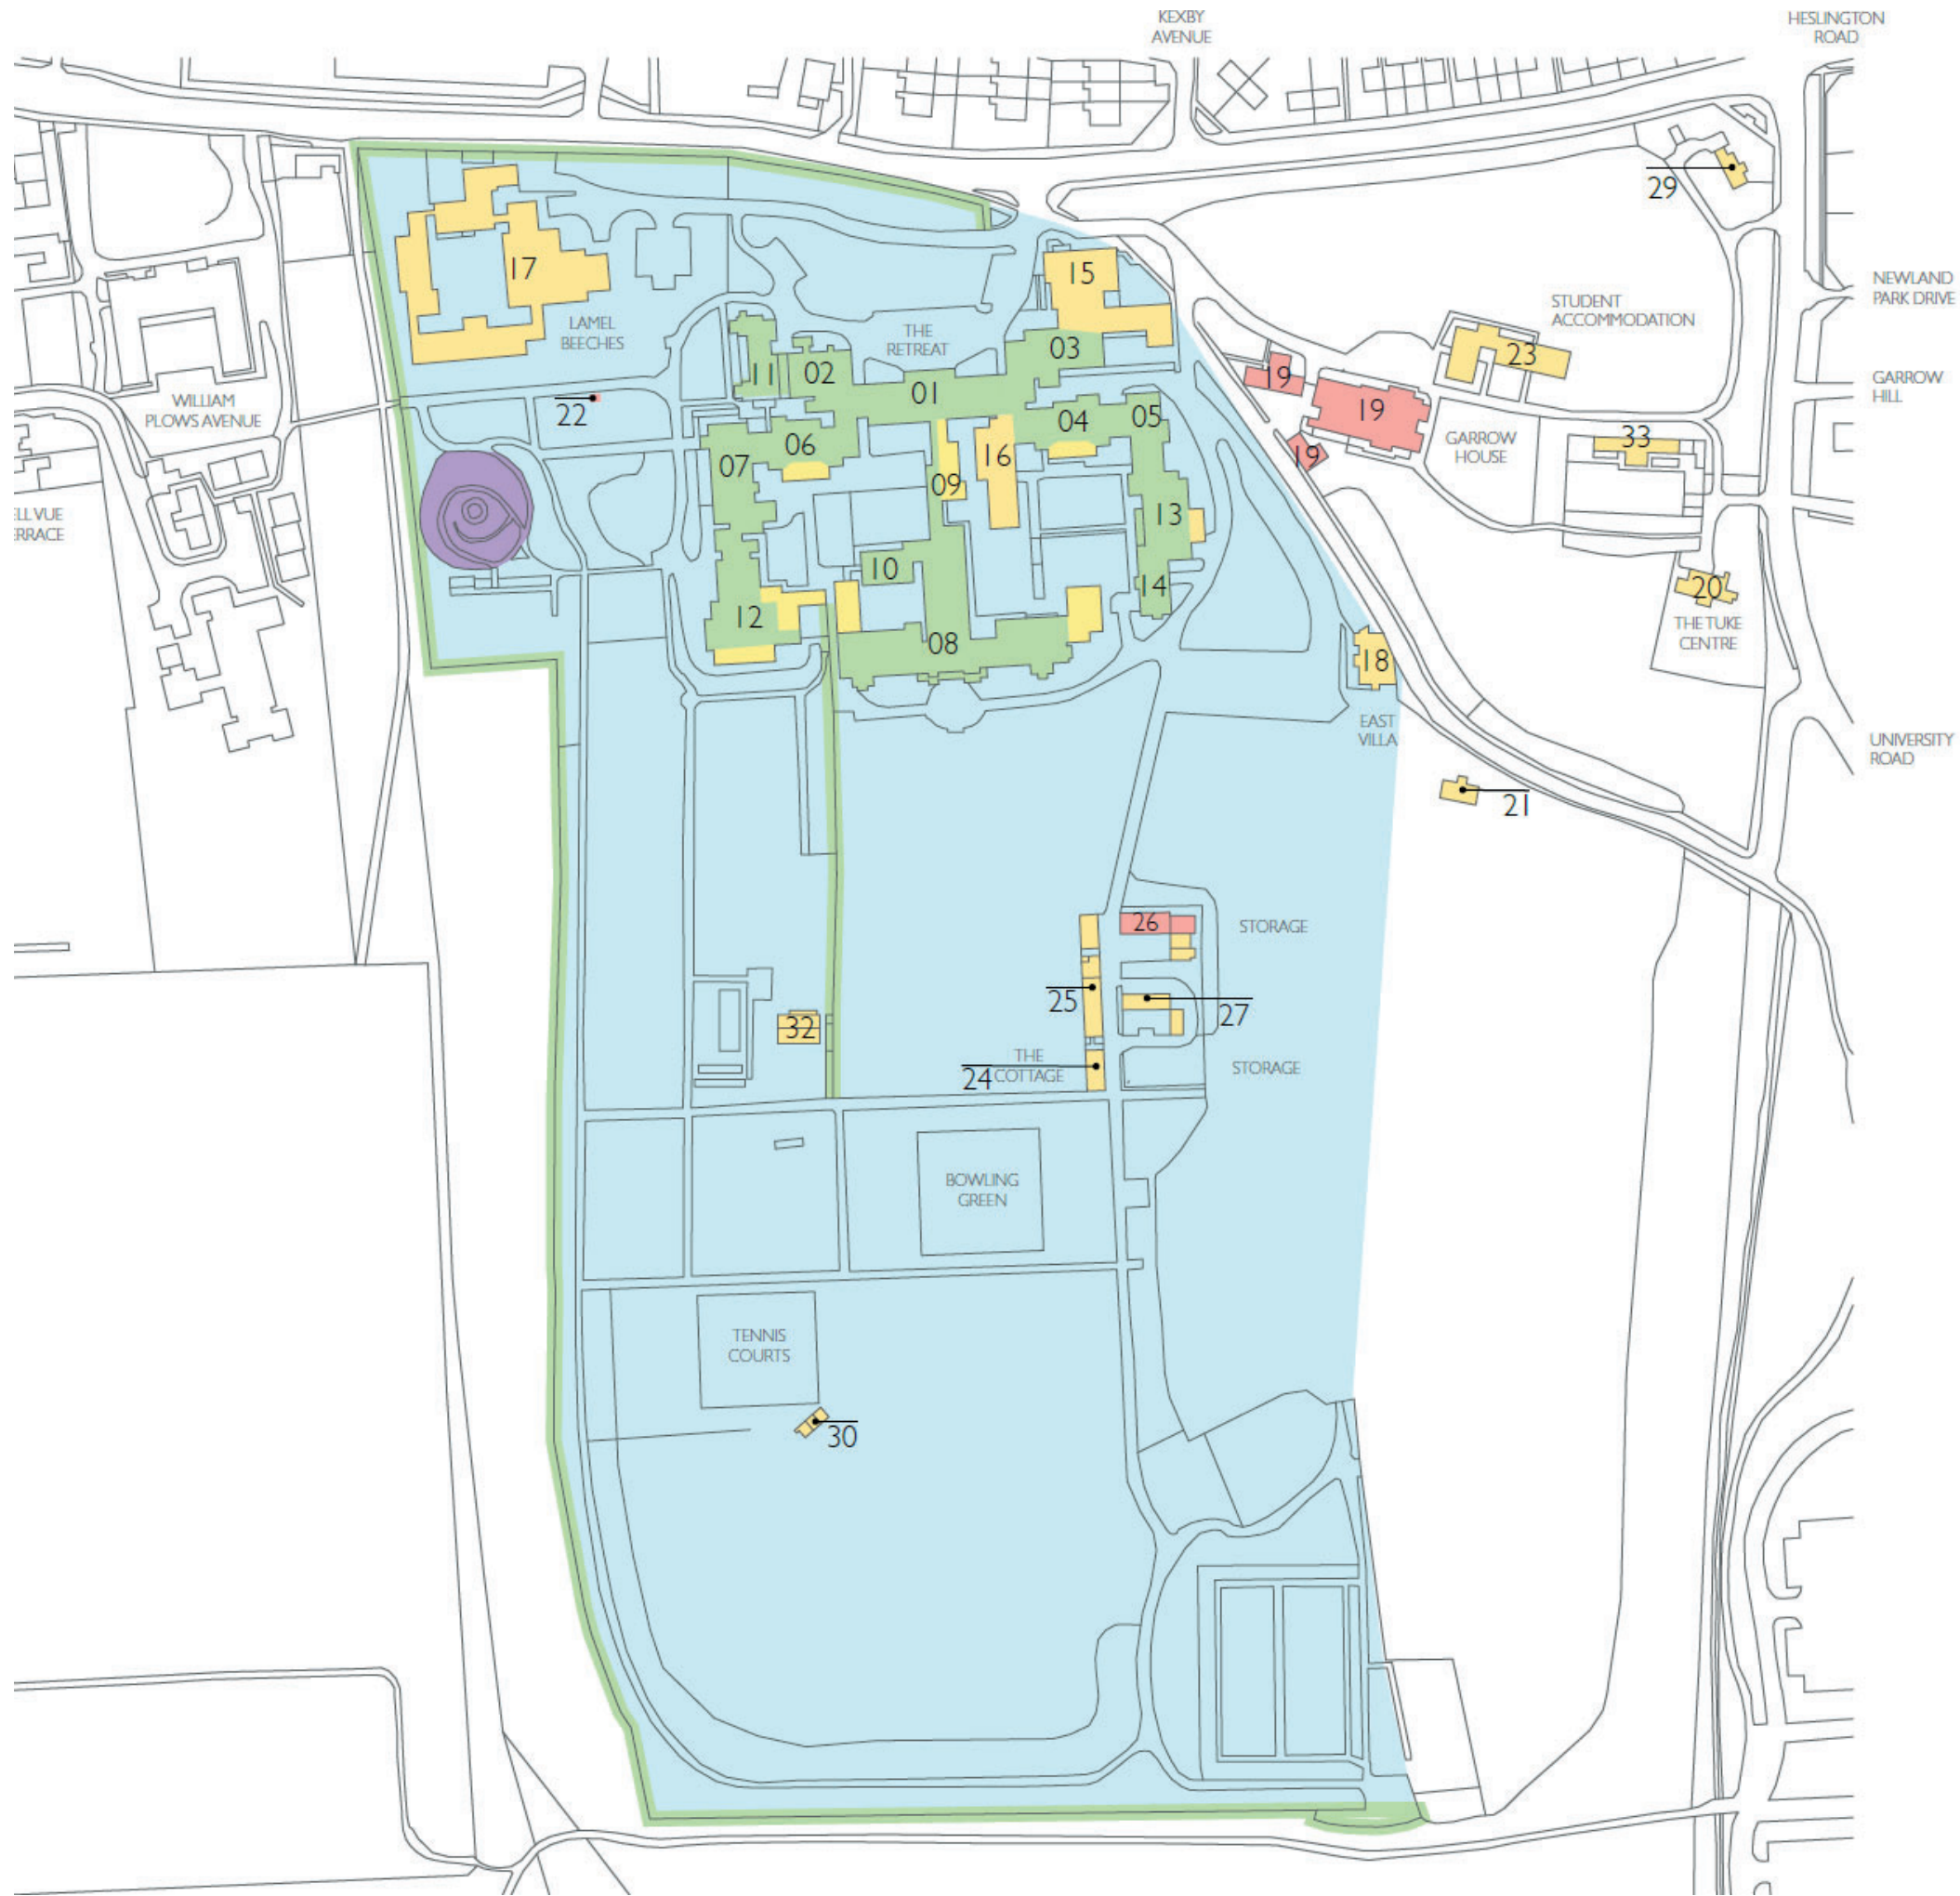 KEXBY
AVENUE
HESLINGTON
ROAD
29
17
15
NEWLAND
PARK DRIVE
STUDENT
ACCOMMODATION
LAMEL
BEECHES
THE
RETREAT
03
23
11
02
19
01
GARROW
HILL
WILLIAM
PLOWS AVENUE
22
19
04
05
06
GARROW
HOUSE
33
07
16
19
09
ELL VUE
ERRACE
13
10
14
20
12
THE TUKE
CENTRE
08
18
EAST
VILLA
UNIVERSITY
ROAD
21
26
STORAGE
25
27
32
THE
COTTAGE
24
STORAGE
BOWLING
GREEN
TENNIS
COURTS
30